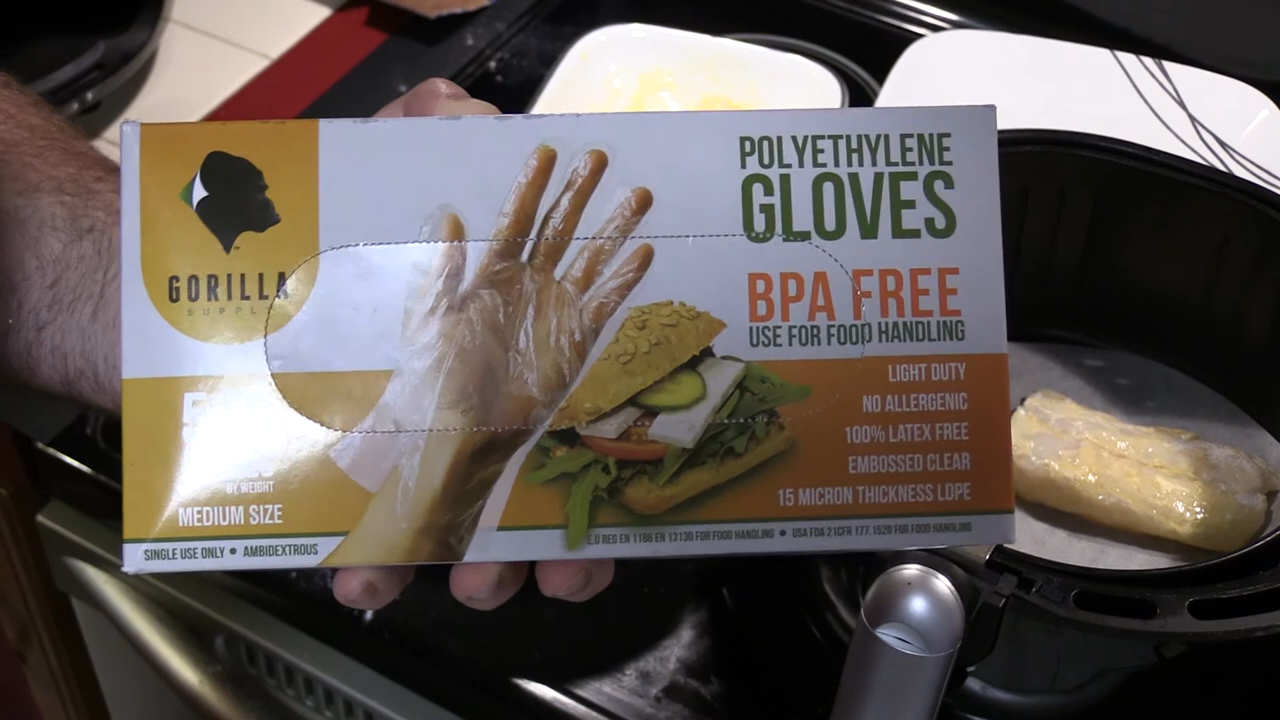 GORILLA
SUPPLY
POLYETHYLENE
GLOVES
BPA FREE
USE FOR FOOD HANDLING
LIGHT DUTY
NO ALLERGENIC
100% LATEX FREE
EMBOSSED CLEAR
15 MICRON THICKNESS LDPE
BY WEIGHT
MEDIUM SIZE
SINGLE USE ONLY • AMBIDEXTROUS
E.U REG EN 1186 EN 13130 FOR FOOD HANDLING • USA FDA 21CFR 177.1520 FOR FOOD HANDLING